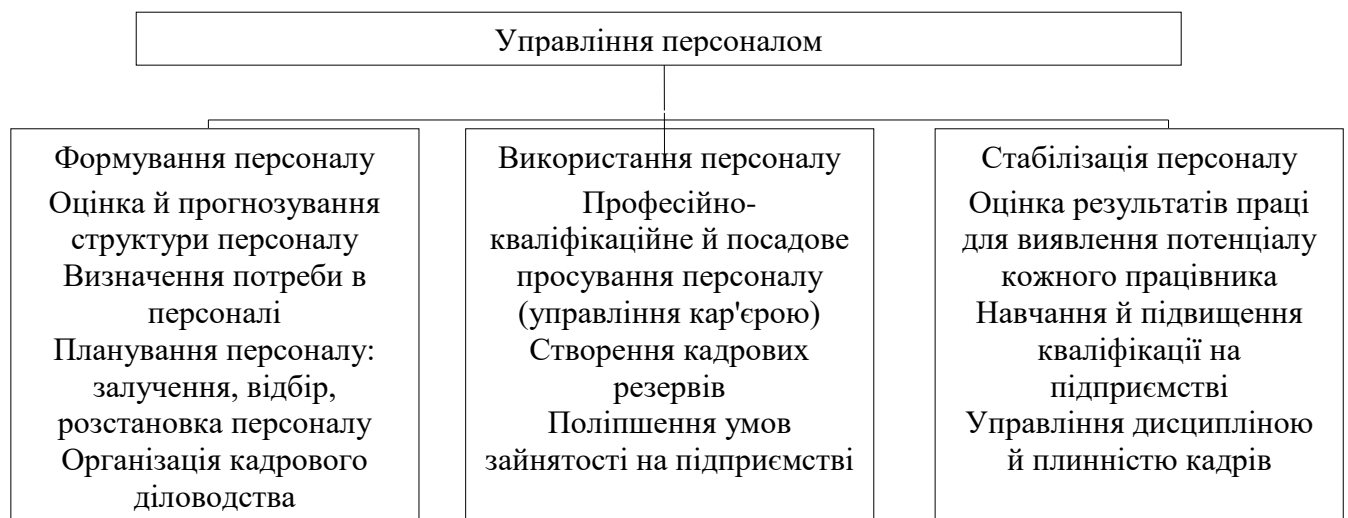 Управління персоналом
Формування персоналу
Оцінка й прогнозування
структури персоналу
Визначення потреби в
персоналі
Планування персоналу:
залучення, відбір,
розстановка персоналу
Організація кадрового
діловодства
Використання персоналу
Професійно-
кваліфікаційне й посадове
просування персоналу
(управління кар'єрою)
Створення кадрових
резервів
Поліпшення умов
зайнятості на підприємстві
Стабілізація персоналу
Оцінка результатів праці
для виявлення потенціалу
кожного працівника
Навчання й підвищення
кваліфікації на
підприємстві
Управління дисципліною
й плинністю кадрів